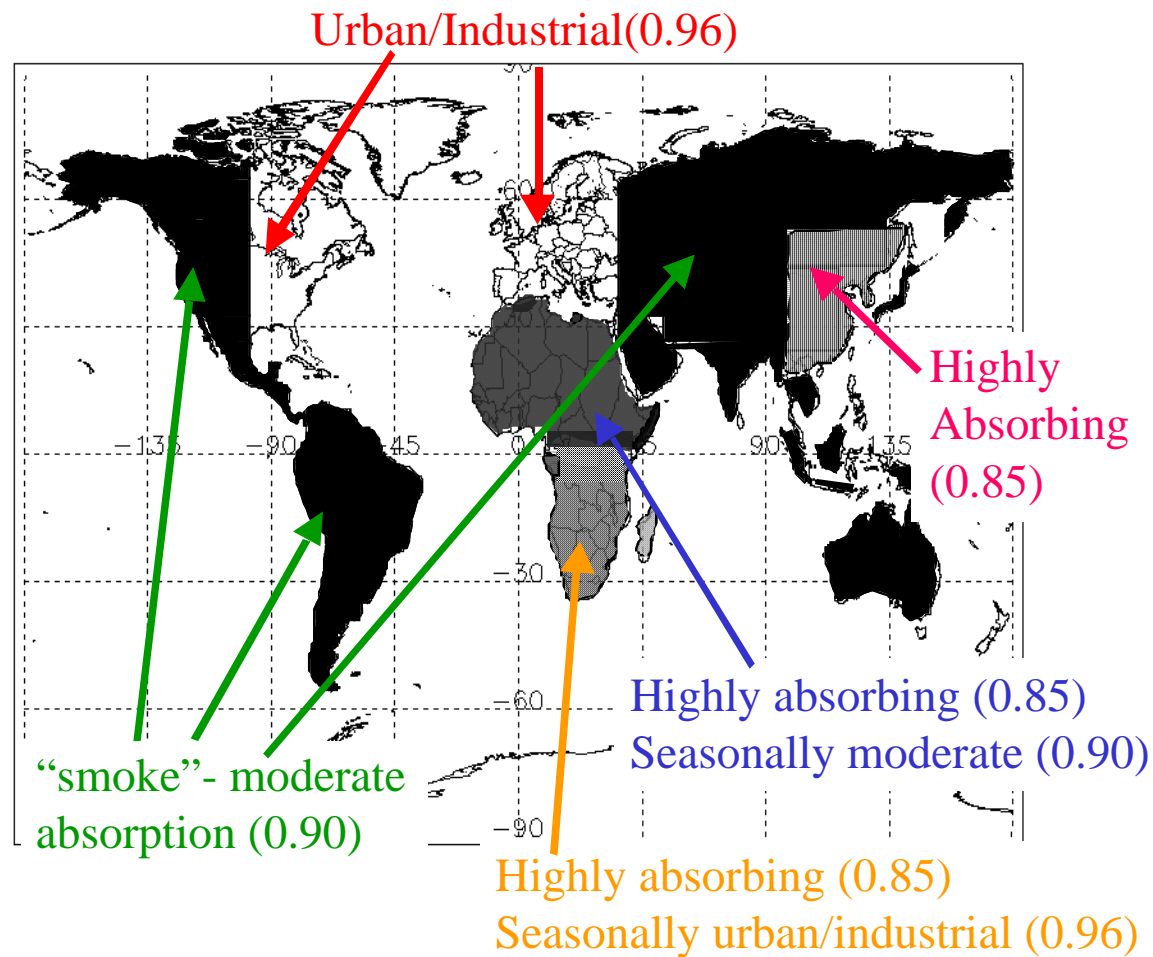 Urban/Industrial(0.96)
90
60
Highly
Absorbing
(0.85)
−135 −90 −45 0 45 90 135
−30
Highly absorbing (0.85)
−60
Seasonally moderate (0.90)
“smoke”- moderate
absorption (0.90)
−90
Highly absorbing (0.85)
Seasonally urban/industrial (0.96)